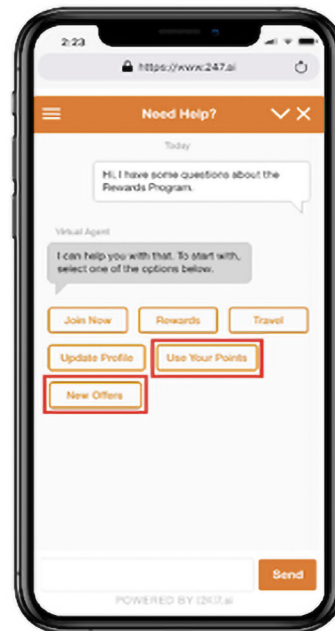 2:23
https://www.247.ai
Need Help?
Today
Hi, I have some questions about the
Rewards Program.
Virtual Agent
I can help you with that. To start with,
select one of the options below.
Join Now Rewards Travel
Update Profile Use Your Points
New Offers
Send
POWERED BY [24]7.ai